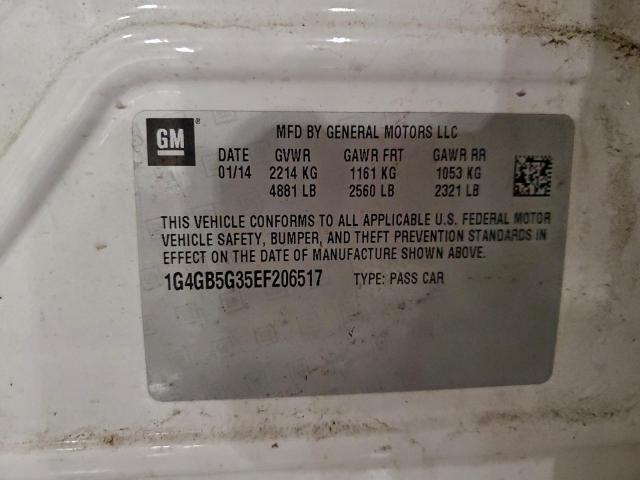 GM ®
MFD BY GENERAL MOTORS LLC
DATE GVWR GAWR FRT GAWR RR
01/14 2214 KG 1161 KG 1053 KG
4881 LB 2560 LB 2321 LB
THIS VEHICLE CONFORMS TO ALL APPLICABLE U.S. FEDERAL MOTOR
VEHICLE SAFETY, BUMPER, AND THEFT PREVENTION STANDARDS IN
EFFECT ON THE DATE OF MANUFACTURE SHOWN ABOVE.
1G4GB5G35EF206517 TYPE: PASS CAR